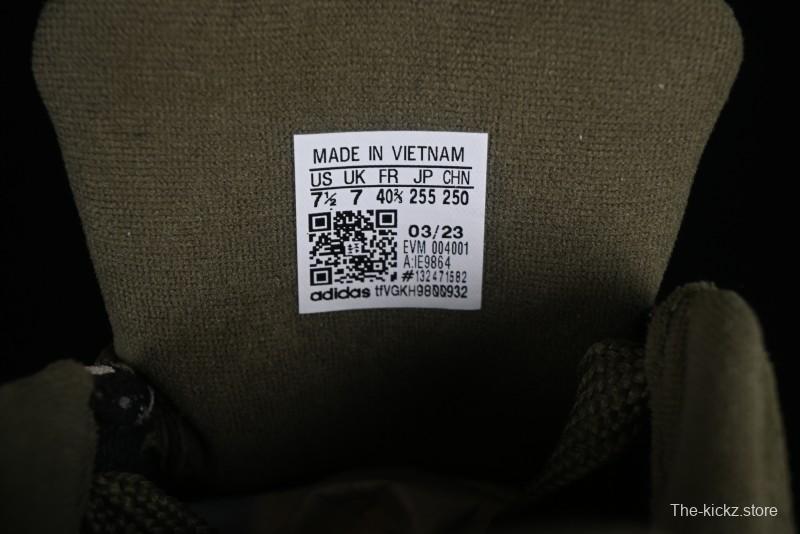 MADE IN VIETNAM
US UK FR JP CHN
7½ 7 40⅔ 255 250
03/23
EVM 004001
A:IE9864
#132471582
adidas tfVGKH9800932
The-kickz.store